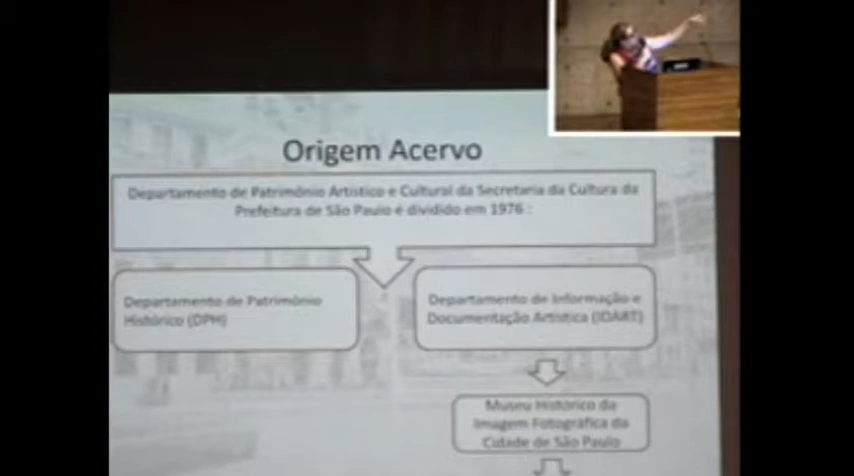 Origem Acervo
Departamento de Patrimônio Artístico e Cultural da Secretaria da Cultura da
Prefeitura de São Paulo é dividido em 1976 :
Departamento de Patrimônio
Histórico (DPH)
Departamento de Informação e
Documentação Artística (IDART)
Museu Histórico da
Imagem Fotográfica da
Cidade de São Paulo